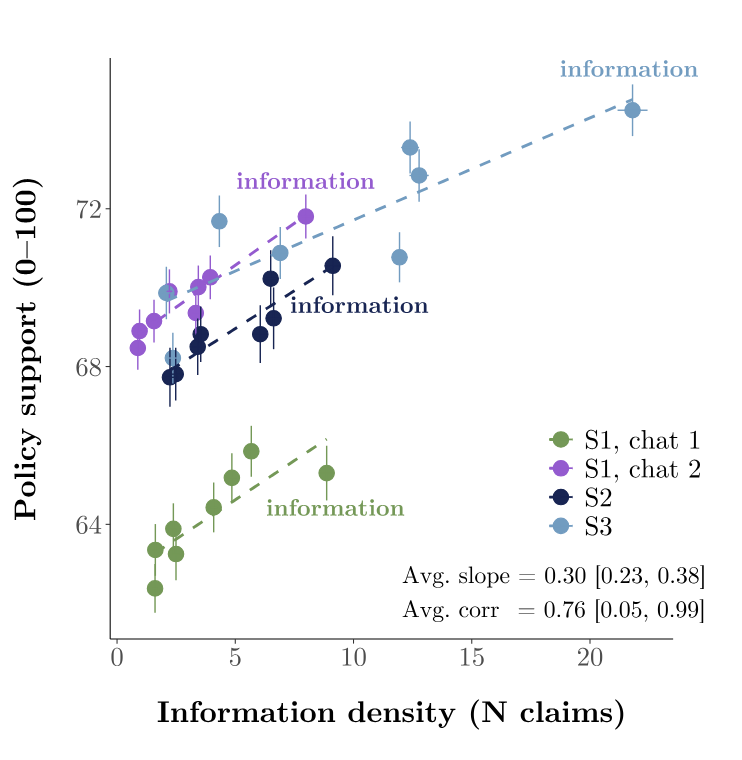 information
information
72
information
68
Policy support (0–100)
S1, chat 1
S1, chat 2
S2
S3
information
64
Avg. slope = 0.30 [0.23, 0.38]
Avg. corr = 0.76 [0.05, 0.99]
0 5 10 15 20
Information density (N claims)